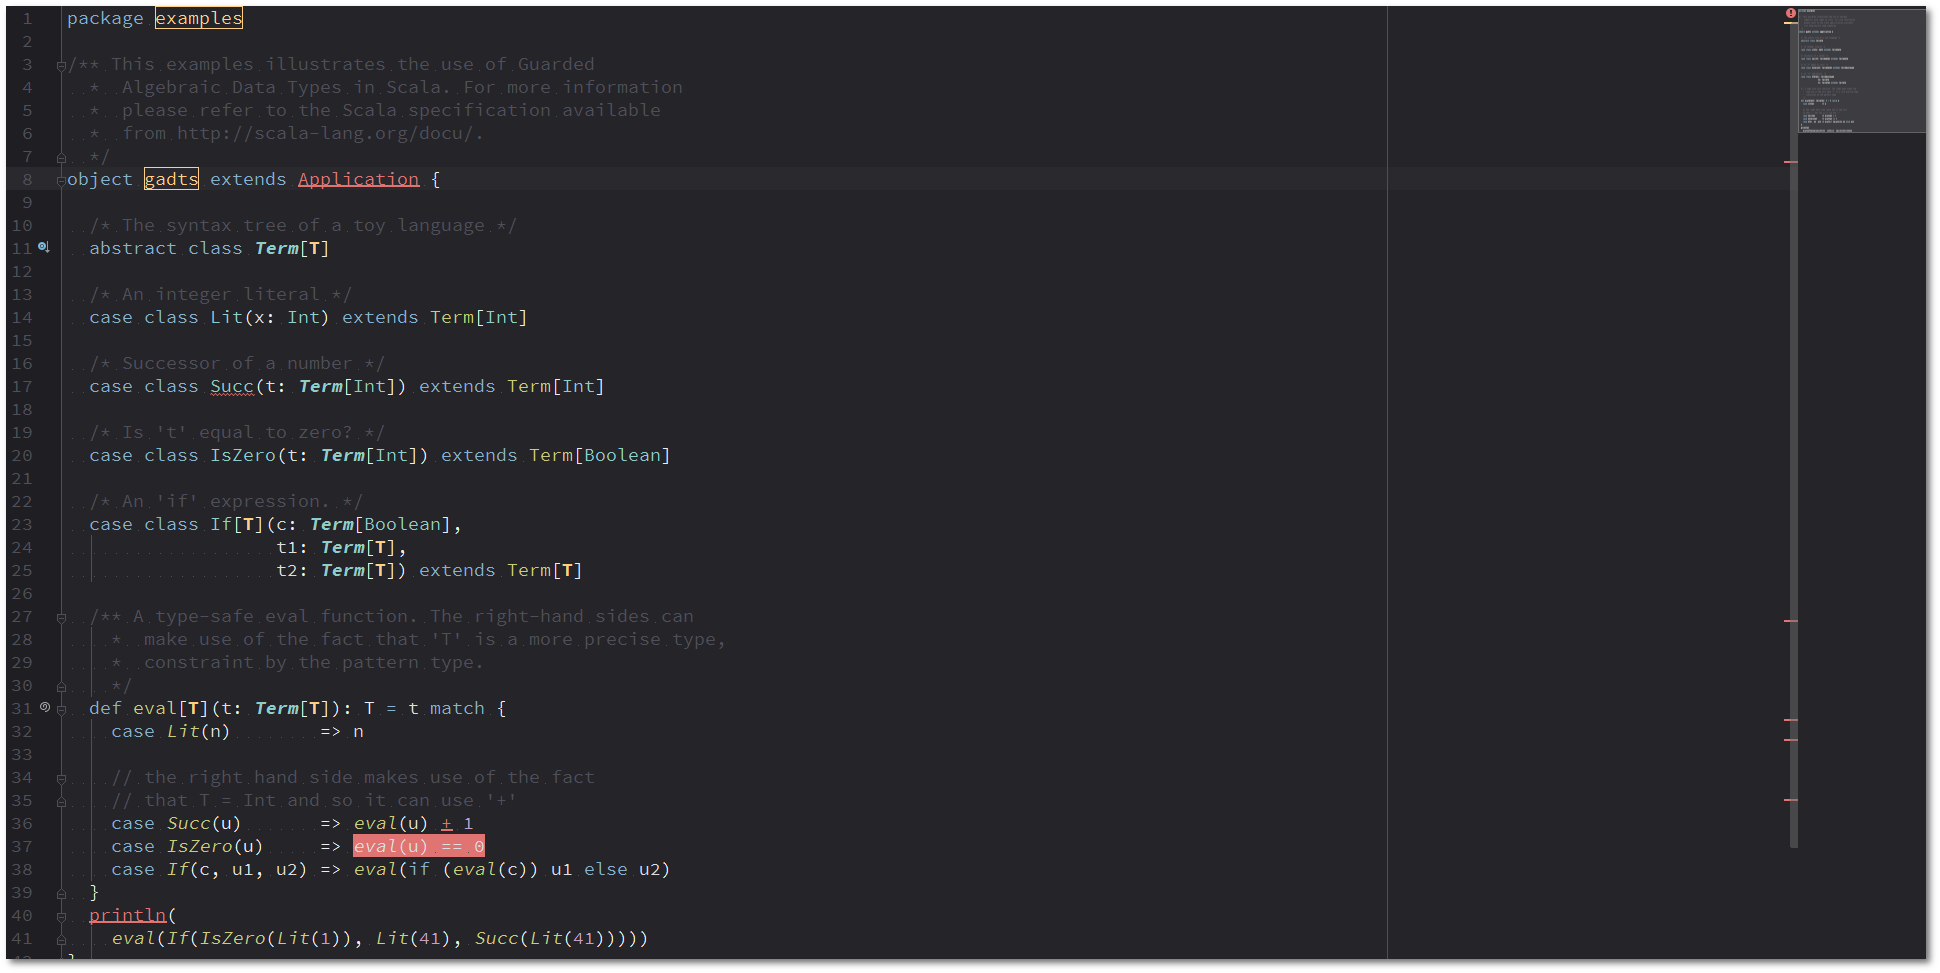 1 package examples
2
3 /** This examples illustrates the use of Guarded
4 * Algebraic Data Types in Scala. For more information
5 * please refer to the Scala specification available
6 * from http://scala-lang.org/docu/.
7 */
8 object gadts extends Application {
9
10 /* The syntax tree of a toy language */
11 abstract class Term[T]
12
13 /* An integer literal */
14 case class Lit(x: Int) extends Term[Int]
15
16 /* Successor of a number */
17 case class Succ(t: Term[Int]) extends Term[Int]
18
19 /* Is 't' equal to zero? */
20 case class IsZero(t: Term[Int]) extends Term[Boolean]
21
22 /* An 'if' expression. */
23 case class If[T](c: Term[Boolean],
24 t1: Term[T],
25 t2: Term[T]) extends Term[T]
26
27 /** A type-safe eval function. The right-hand sides can
28 * make use of the fact that 'T' is a more precise type,
29 * constraint by the pattern type.
30 */
31 def eval[T](t: Term[T]): T = t match {
32 case Lit(n) => n
33
34 // the right hand side makes use of the fact
35 // that T = Int and so it can use '+'
36 case Succ(u) => eval(u) + 1
37 case IsZero(u) => eval(u) == 0
38 case If(c, u1, u2) => eval(if (eval(c)) u1 else u2)
39 }
40 println(
41 eval(If(IsZero(Lit(1)), Lit(41), Succ(Lit(41)))))